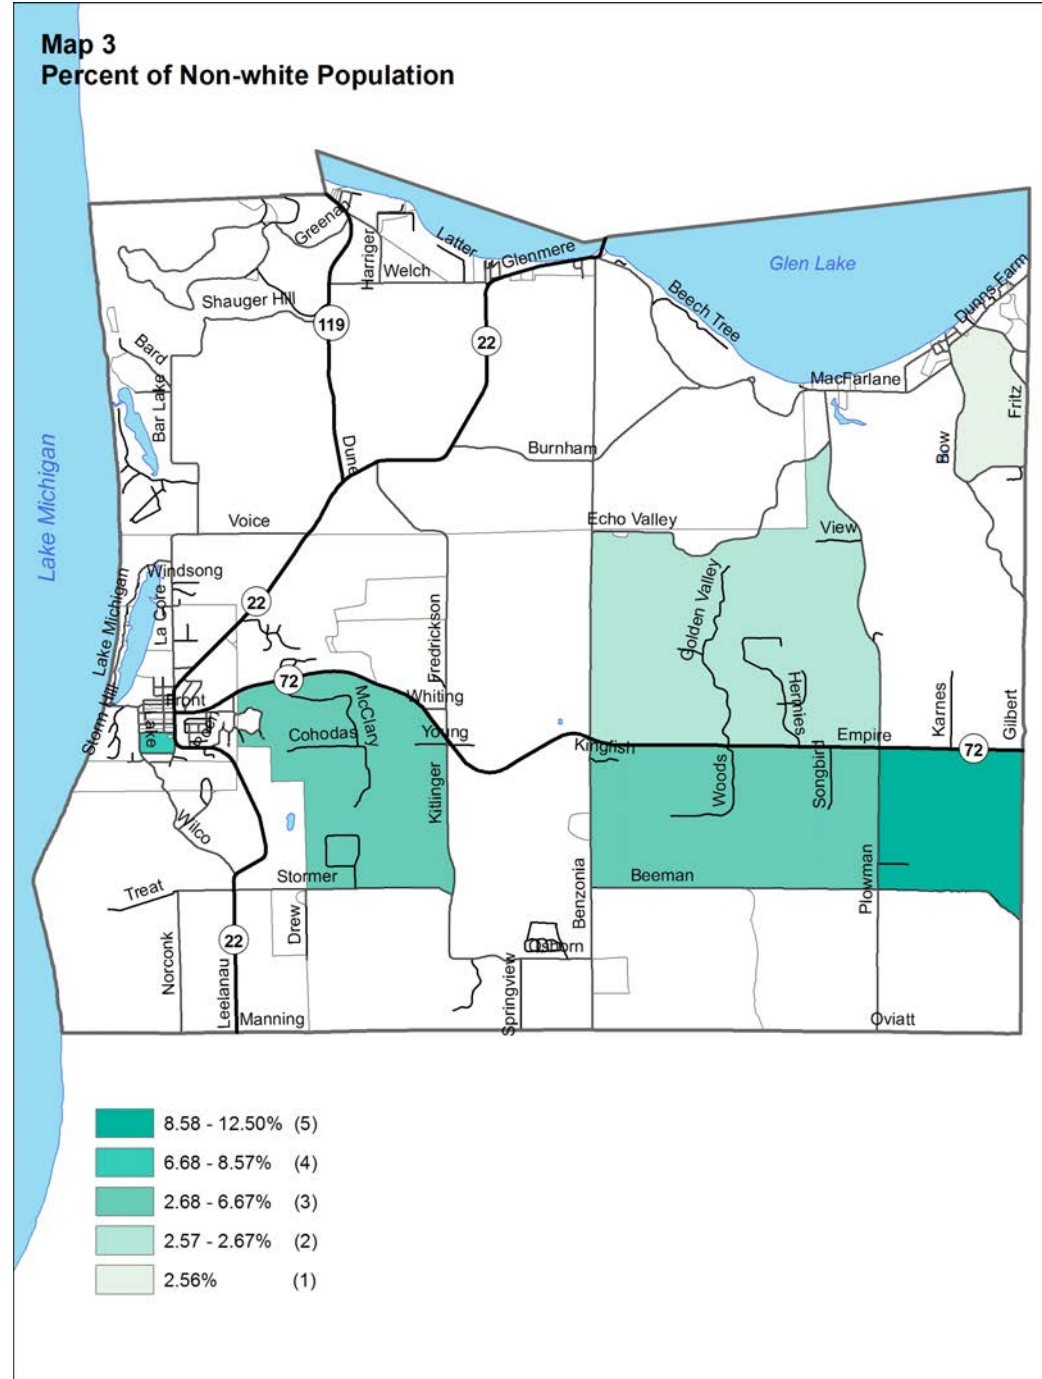 Map 3
Percent of Non-white Population
Greenan
Harriger
Latter
Glenmere
Welch
Glen Lake
Dunns Farm
Shauger Hill
Beech Tree
119
22
Bard
MacFarlane
Bar Lake
Fritz
Lake Michigan
Dune
Burnham
Bow
Voice
Echo Valley
View
Windsong
Lake Michigan
La Core
22
Fredrickson
Golden Valley
72
McClary
Whiting
Hermies
Front
Storm Hill
Lake
Cohodas
Young
Kingfish
Empire
Karnes
Gilbert
72
Kitlinger
Woods
Songbird
Wilco
Treat
Stormer
Benzonia
Beeman
Plowman
Norconk
Leelanau
22
Drew
Osborn
Springview
Manning
Oviatt
8.58 - 12.50% (5)
6.68 - 8.57% (4)
2.68 - 6.67% (3)
2.57 - 2.67% (2)
2.56% (1)